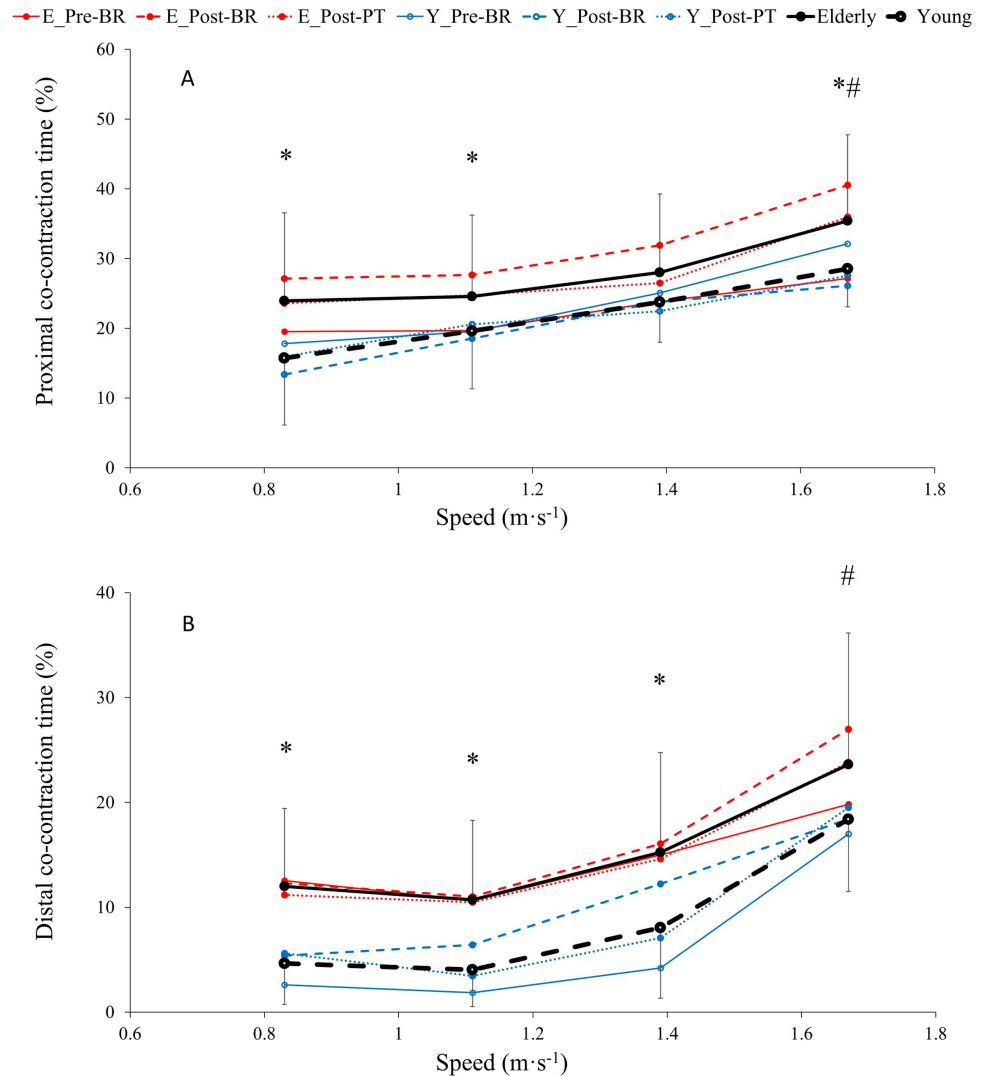 E_Pre-BR E_Post-BR E_Post-PT Y_Pre-BR Y_Post-BR Y_Post-PT Elderly Young
60
A
*#
50
* *
40
30
20
10
0
0.6 0.8 1 1.2 1.4 1.6 1.8
Proximal co-contraction time (%)
Speed (m·s-1)
40
#
B
*
30
* *
20
10
0
0.6 0.8 1 1.2 1.4 1.6 1.8
Distal co-contraction time (%)
Speed (m·s-1)